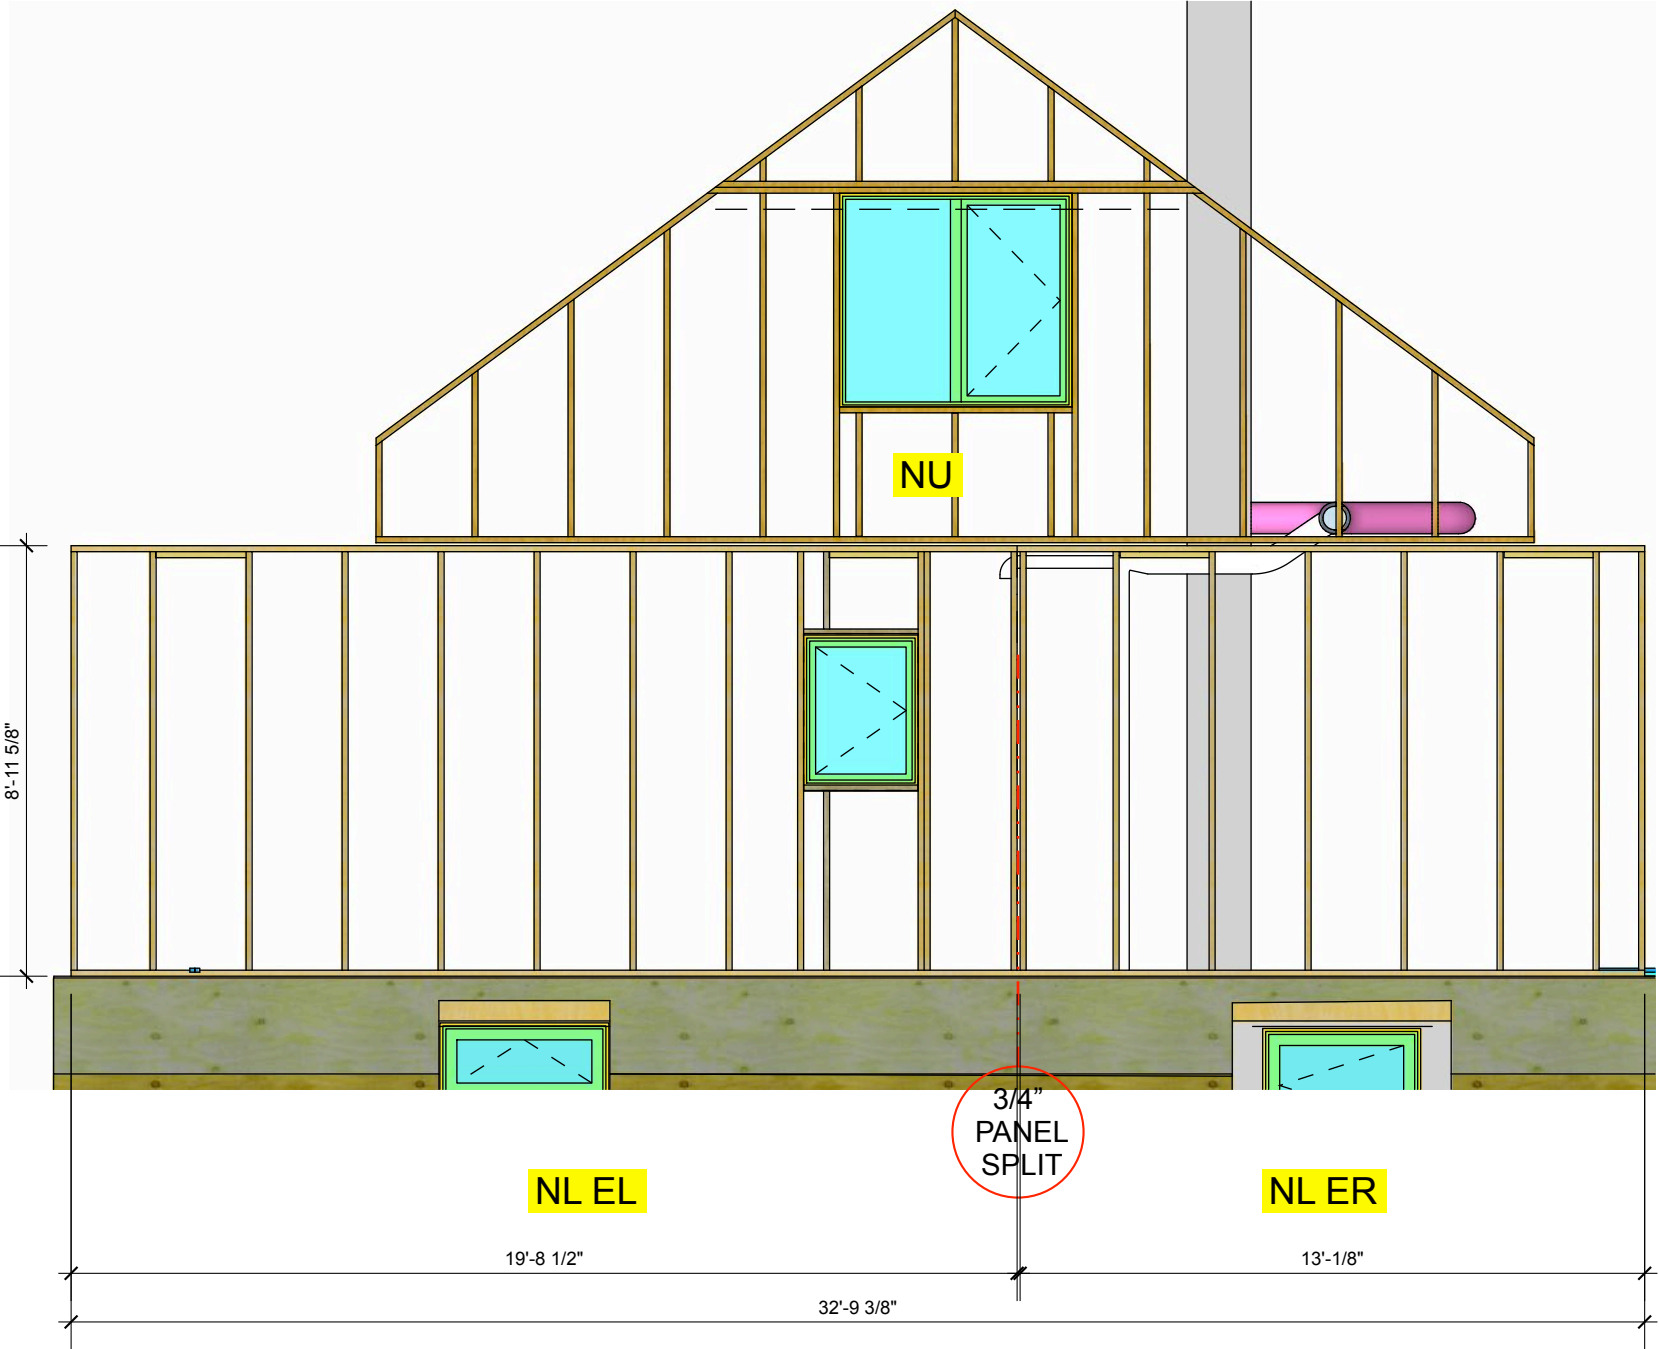 NU
8'-11 5/8"
3/4”
PANEL
SPLIT
NL EL
NL ER
19'-8 1/2"
13'-1/8"
32'-9 3/8"